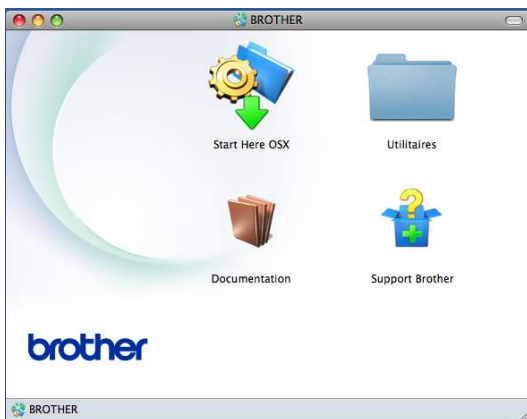 BROTHER
Start Here OSX
Utilitaires
Documentation
Support Brother
brother
BROTHER